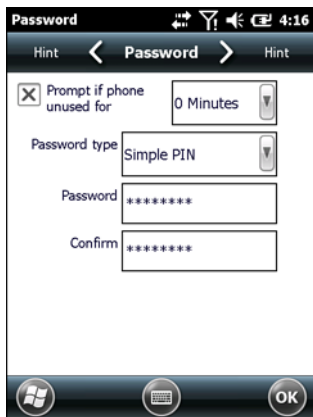 Password 4:16
Hint Password Hint
Prompt if phone
unused for
0 Minutes
Password type
Simple PIN
Password
********
Confirm
********
OK